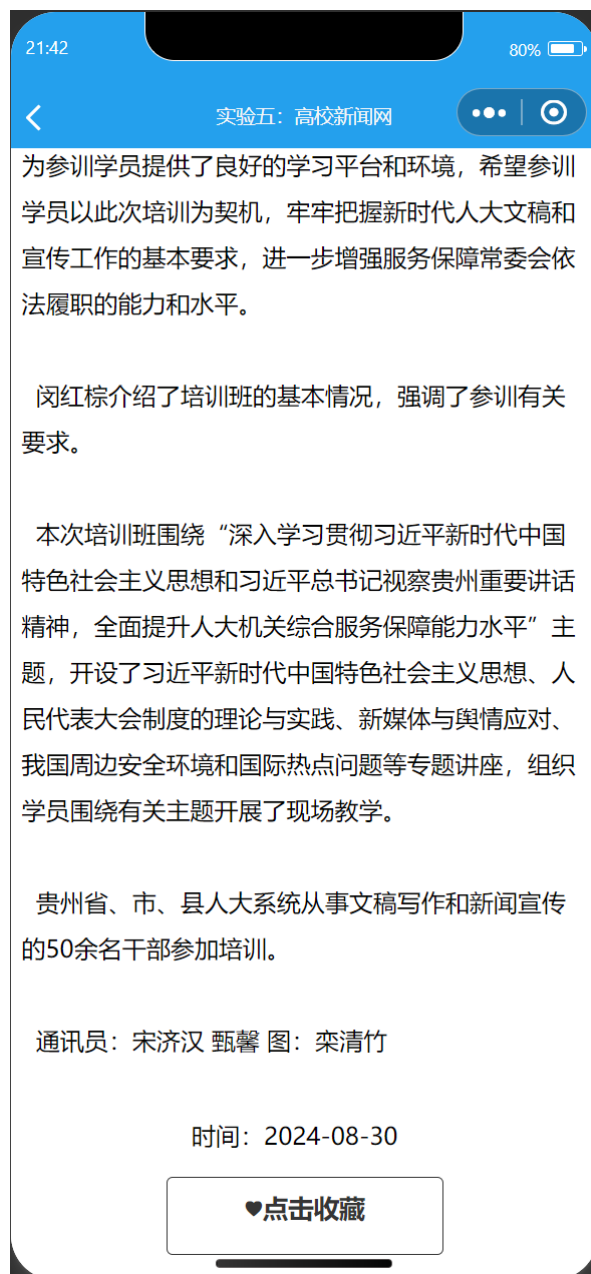 21:42
80%
实验五：高校新闻网
为参训学员提供了良好的学习平台和环境，希望参训
学员以此次培训为契机，牢牢把握新时代人大文稿和
宣传工作的基本要求，进一步增强服务保障常委会依
法履职的能力和水平。
闵红棕介绍了培训班的基本情况，强调了参训有关
要求。
本次培训班围绕“深入学习贯彻习近平新时代中国
特色社会主义思想和习近平总书记视察贵州重要讲话
精神，全面提升人大机关综合服务保障能力水平”主
题，开设了习近平新时代中国特色社会主义思想、人
民代表大会制度的理论与实践、新媒体与舆情应对、
我国周边安全环境和国际热点问题等专题讲座，组织
学员围绕有关主题开展了现场教学。
贵州省、市、县人大系统从事文稿写作和新闻宣传
的50余名干部参加培训。
通讯员：宋济汉 甄馨 图：栾清竹
时间：2024-08-30
♥点击收藏